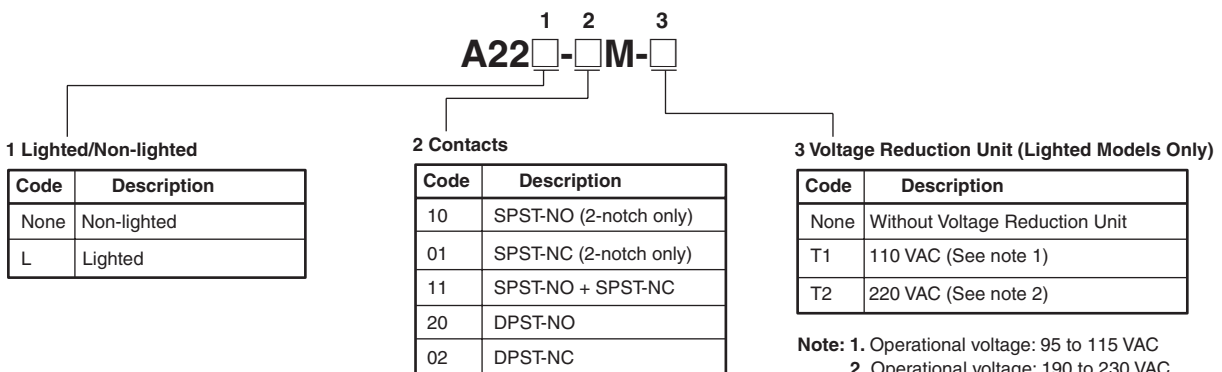 1 2 3
A22□-□M-□
1 Lighted/Non-lighted
Code Description
None Non-lighted
L Lighted
2 Contacts
Code Description
10 SPST-NO (2-notch only)
01 SPST-NC (2-notch only)
11 SPST-NO + SPST-NC
20 DPST-NO
02 DPST-NC
3 Voltage Reduction Unit (Lighted Models Only)
Code Description
None Without Voltage Reduction Unit
T1 110 VAC (See note 1)
T2 220 VAC (See note 2)
Note: 1. Operational voltage: 95 to 115 VAC
2. Operational voltage: 190 to 230 VAC